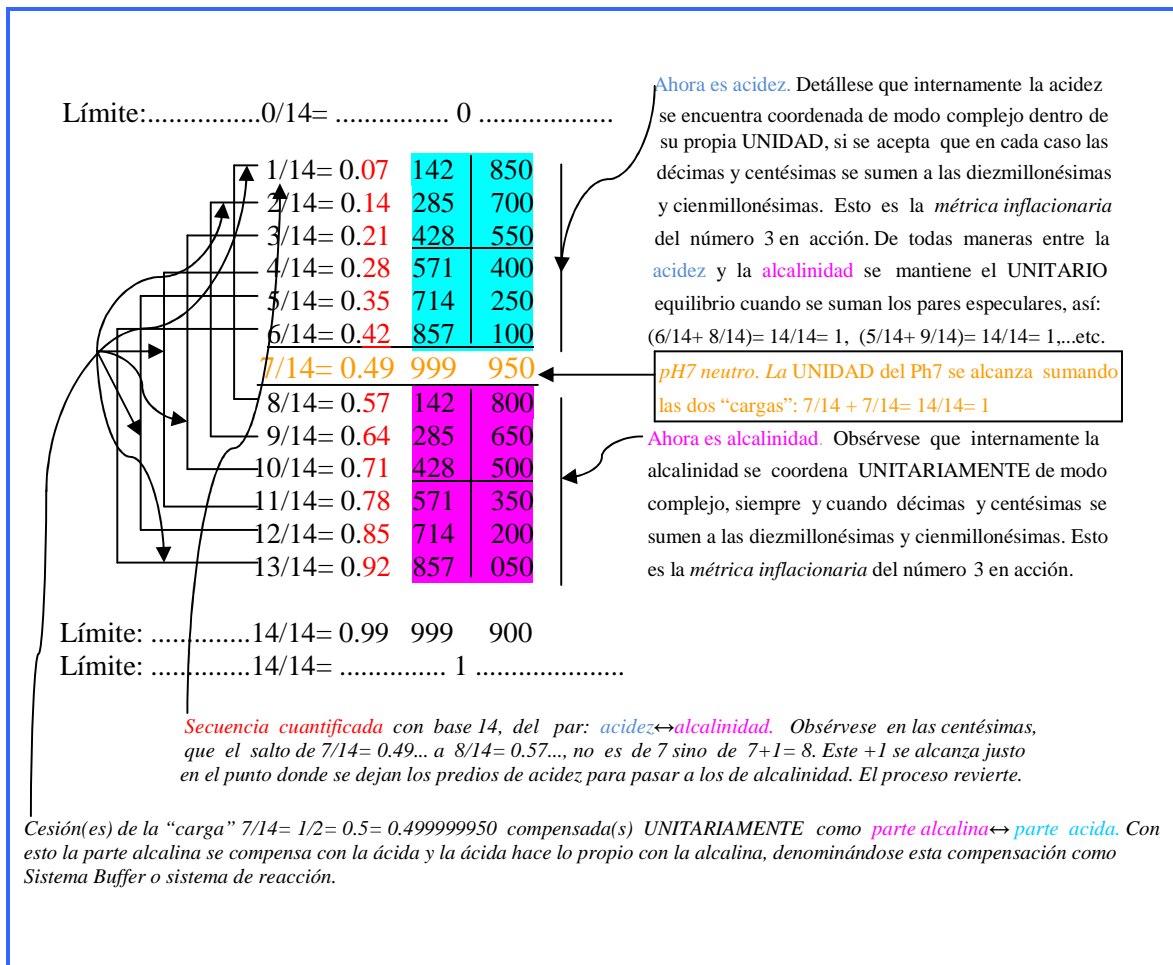 Límite:...............0/14= ................ 0 ...................
1/14= 0.07 142 850
2/14= 0.14 285 700
3/14= 0.21 428 550
4/14= 0.28 571 400
5/14= 0.35 714 250
6/14= 0.42 857 100
7/14= 0.49 999 950
8/14= 0.57 142 800
9/14= 0.64 285 650
10/14= 0.71 428 500
11/14= 0.78 571 350
12/14= 0.85 714 200
13/14= 0.92 857 050
Límite: .............14/14= 0.99 999 900
Límite: .............14/14= ............... 1 .....................
Ahora es acidez. Detállese que internamente la acidez
se encuentra coordenada de modo complejo dentro de
su propia UNIDAD, si se acepta que en cada caso las
décimas y centésimas se sumen a las diezmillonésimas
y cienmillonésimas. Esto es la métrica inflacionaria
del número 3 en acción. De todas maneras entre la
acidez y la alcalinidad se mantiene el UNITARIO
equilibrio cuando se suman los pares especulares, así:
(6/14+ 8/14)= 14/14= 1, (5/14+ 9/14)= 14/14= 1,...etc.
pH7 neutro. La UNIDAD del Ph7 se alcanza sumando
las dos “cargas”: 7/14 + 7/14= 14/14= 1
Ahora es alcalinidad. Obsérvese que internamente la
alcalinidad se coordena UNITARIAMENTE de modo
complejo, siempre y cuando décimas y centésimas se
sumen a las diezmillonésimas y cienmillonésimas. Esto
es la métrica inflacionaria del número 3 en acción.
Secuencia cuantificada con base 14, del par: acidez↔alcalinidad. Obsérvese en las centésimas,
que el salto de 7/14= 0.49... a 8/14= 0.57..., no es de 7 sino de 7+1= 8. Este +1 se alcanza justo
en el punto donde se dejan los predios de acidez para pasar a los de alcalinidad. El proceso revierte.
Cesión(es) de la “carga” 7/14= 1/2= 0.5= 0.499999950 compensada(s) UNITARIAMENTE como parte alcalina↔ parte acida. Con
esto la parte alcalina se compensa con la ácida y la ácida hace lo propio con la alcalina, denominándose esta compensación como
Sistema Buffer o sistema de reacción.